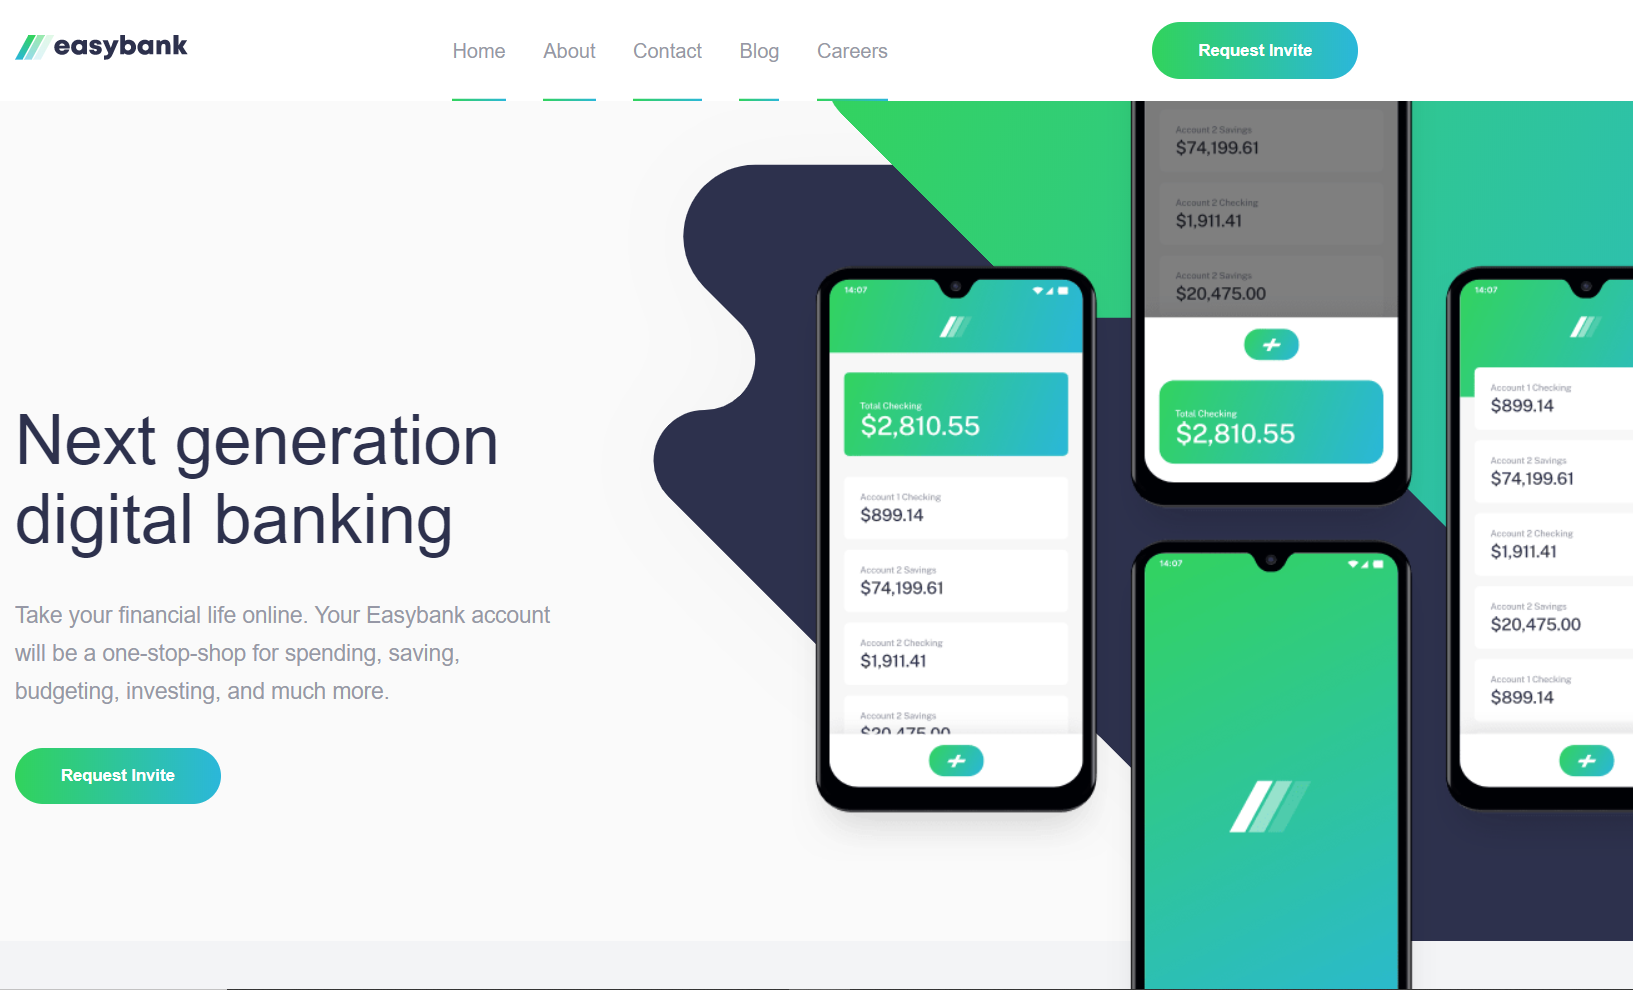 easybank
Home
About
Contact
Blog
Careers
Request Invite
Next generation
digital banking
Take your financial life online. Your Easybank account
will be a one-stop-shop for spending, saving,
budgeting, investing, and much more.
Request Invite
14:07
Total Checking
$2,810.55
Account 1 Checking
$899.14
Account 2 Savings
$74,199.61
Account 2 Checking
$1,911.41
Account 2 Savings
$20,475.00
Account 2 Savings
$74,199.61
Account 2 Checking
$1,911.41
Account 2 Savings
$20,475.00
Total Checking
$2,810.55
14:07
14:07
Account 1 Checking
$899.14
Account 2 Savings
$74,199.61
Account 2 Checking
$1,911.41
Account 2 Savings
$20,475.00
Account 1 Checking
$899.14